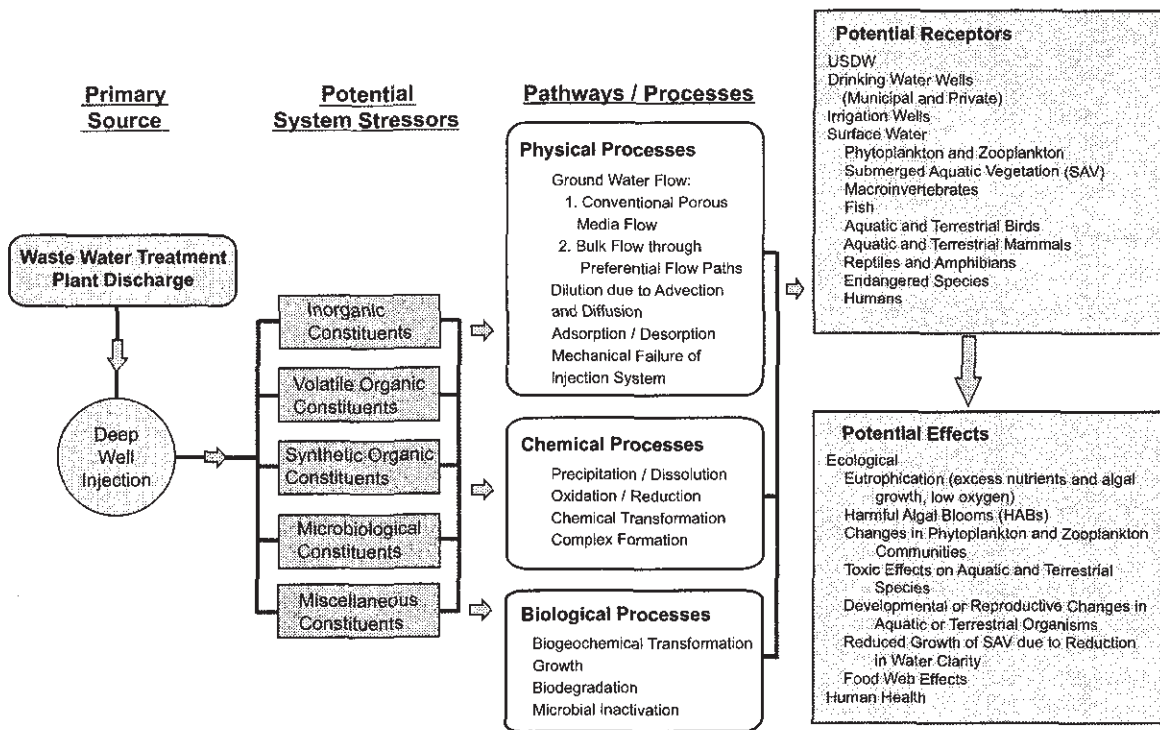 Primary
Source
Waste Water Treatment
Plant Discharge
Deep
Well
Injection
Potential
System Stressors
Inorganic
Constituents
Volatile Organic
Constituents
Synthetic Organic
Constituents
Microbiological
Constituents
Miscellaneous
Constituents
Pathways / Processes
Physical Processes
Ground Water Flow:
1. Conventional Porous
Media Flow
2. Bulk Flow through
Preferential Flow Paths
Dilution due to Advection
and Diffusion
Adsorption / Desorption
Mechanical Failure of
Injection System
Chemical Processes
Precipitation / Dissolution
Oxidation / Reduction
Chemical Transformation
Complex Formation
Biological Processes
Biogeochemical Transformation
Growth
Biodegradation
Microbial Inactivation
Potential Receptors
USDW
Drinking Water Wells
(Municipal and Private)
Irrigation Wells
Surface Water
Phytoplankton and Zooplankton
Submerged Aquatic Vegetation (SAV)
Macroinvertebrates
Fish
Aquatic and Terrestrial Birds
Aquatic and Terrestrial Mammals
Reptiles and Amphibians
Endangered Species
Humans
Potential Effects
Ecological
Eutrophication (excess nutrients and algal
growth, low oxygen)
Harmful Algal Blooms (HABs)
Changes in Phytoplankton and Zooplankton
Communities
Toxic Effects on Aquatic and Terrestrial
Species
Developmental or Reproductive Changes in
Aquatic or Terrestrial Organisms
Reduced Growth of SAV due to Reduction
in Water Clarity
Food Web Effects
Human Health